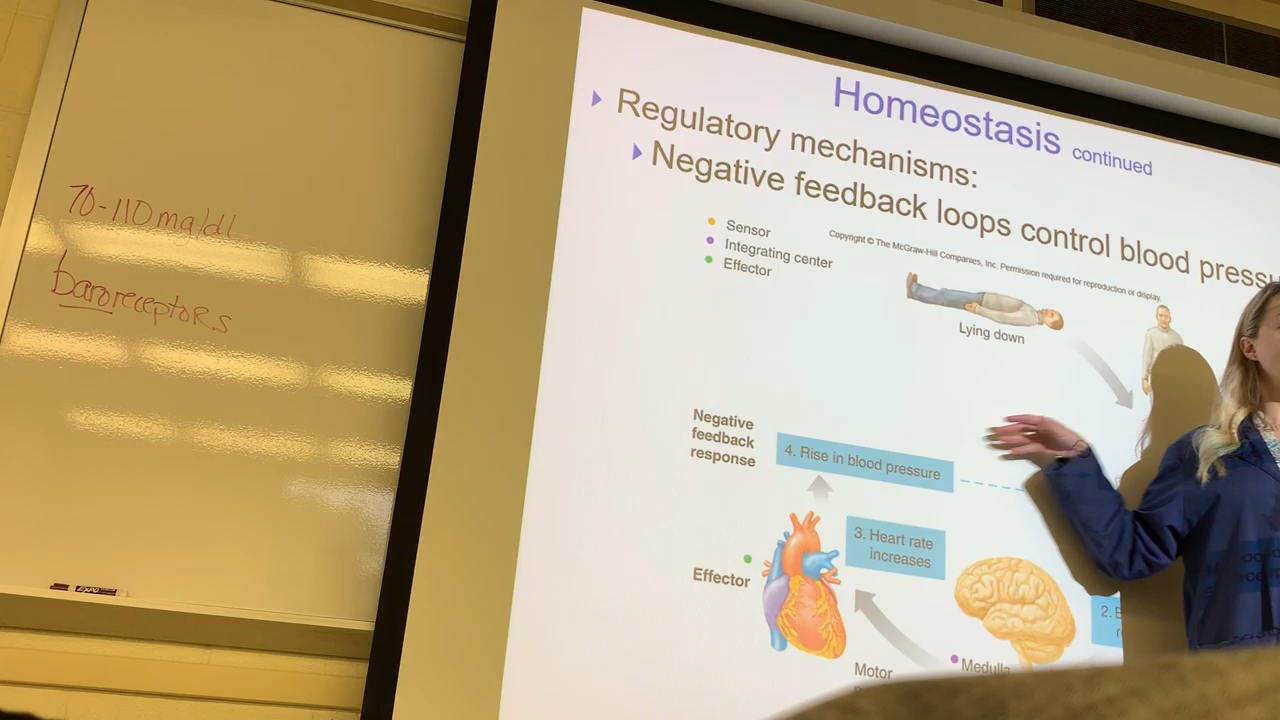 70-110mg/dl
baroreceptors
EXPO
Homeostasis continued
Regulatory mechanisms:
Negative feedback loops control blood pressu
Sensor
Integrating center
Effector
Copyright © The McGraw-Hill Companies, Inc. Permission required for reproduction or display.
Lying down
Negative
feedback
response
4. Rise in blood pressure
3. Heart rate
increases
Effector
2. B
Medulla
Motor